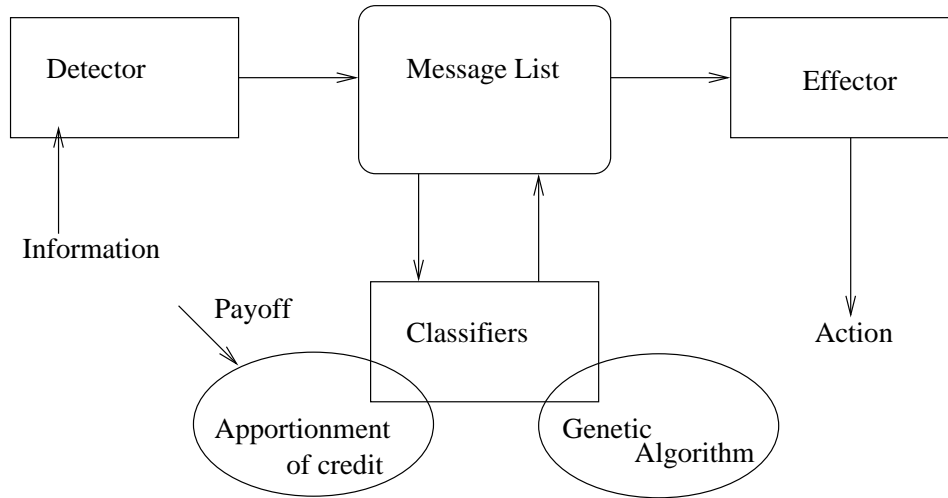 Detector
Message List
Effector
Information
Payoff
Classifiers
Action
Apportionment
of credit
Genetic
Algorithm